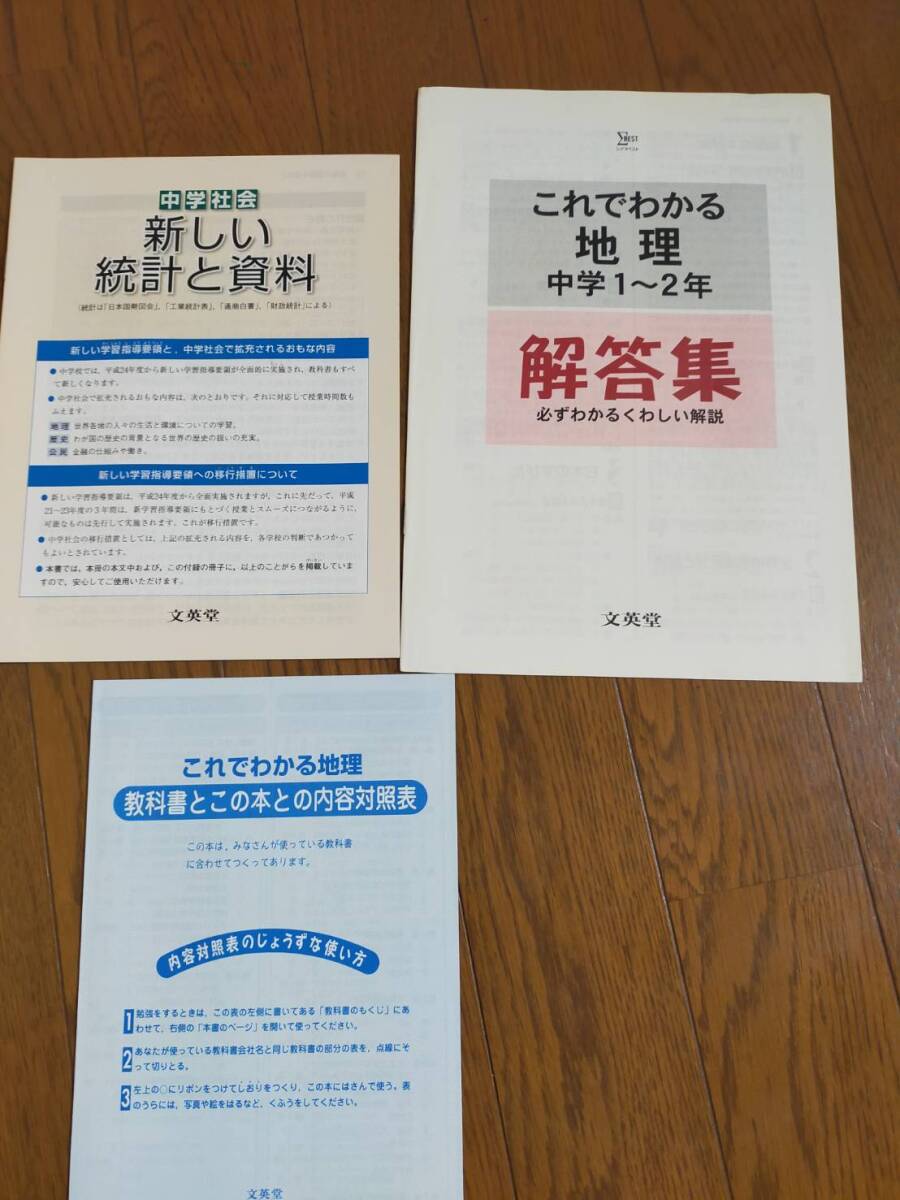 中学社会
新しい
統計と資料
(統計は「日本国勢図会」,「工業統計表」,「通商白書」,「財政統計」による)
新しい学習指導要領と,中学社会で拡充されるおもな内容
● 中学校では,平成24年度から新しい学習指導要領が全面的に実施され,教科書もすべ
て新しくなります。
● 中学社会で拡充されるおもな内容は,次のとおりです。それに対応して授業時間数も
ふえます。
地理 世界各地の人々の生活と環境についての学習。
歴史 わが国の歴史の背景となる世界の歴史の扱いの充実。
公民 金融の仕組みや働き。
新しい学習指導要領への移行措置について
● 新しい学習指導要領は,平成24年度から全面実施されますが,これに先だって,平成
21〜23年度の3年間は,新学習指導要領にもとづく授業とスムーズにつながるように,
可能なものは先行して実施されます。これが移行措置です。
● 中学社会の移行措置としては,上記の拡充される内容を,各学校の判断であつかって
もよいとされています。
● 本書では,本冊の本文中および,この付録の冊子に,以上のことがらを掲載していま
すので,安心してご使用いただけます。
文英堂
ΣBEST
シグマベスト
これでわかる
地理
中学1〜2年
解答集
必ずわかるくわしい解説
文英堂
これでわかる地理
教科書とこの本との内容対照表
この本は,みなさんが使っている教科書
に合わせてつくってあります。
内容対照表のじょうずな使い方
1 勉強をするときは,この表の左側に書いてある「教科書のもくじ」にあ
わせて,右側の「本書のページ」を開いて使ってください。
2 あなたが使っている教科書会社名と同じ教科書の部分の表を,点線にそ
って切りとる。
3 左上の○にリボンをつけてしおりをつくり,この本にはさんで使う。表
のうらには,写真や絵をはるなど,くふうをしてください。
文英堂